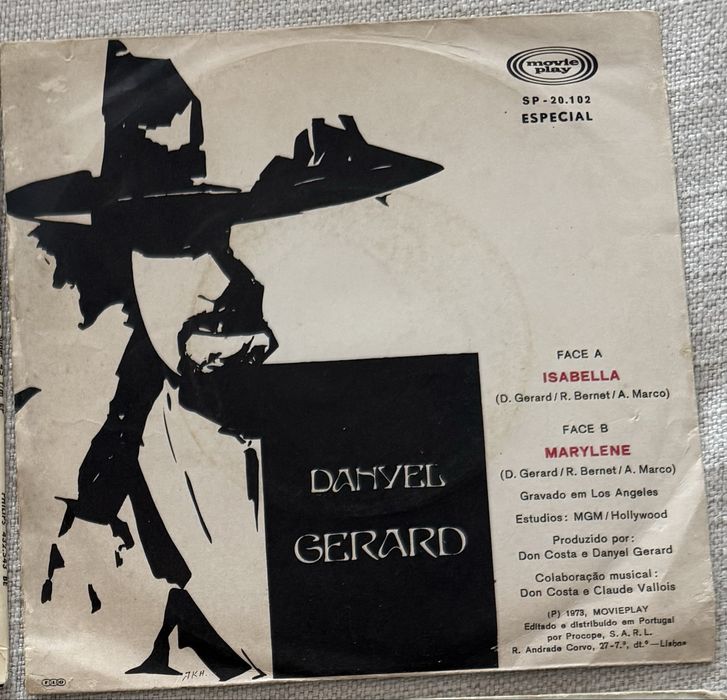 movie
play
SP-20.102
ESPECIAL
FACE A
ISABELLA
(D. Gerard/R. Bernet/A. Marco)
FACE B
MARYLENE
(D. Gerard/R. Bernet/A. Marco)
Gravado em Los Angeles
Estudios: MGM/Hollywood
Produzido por:
Don Costa e Danyel Gerard
Colaboração musical:
Don Costa e Claude Vallois
(P) 1973, MOVIEPLAY
Editado e distribuído em Portugal
por Procope, S. A. R. L.
R. Andrade Corvo, 27-7.º, dt.º—Lisboa
DANYEL
GERARD